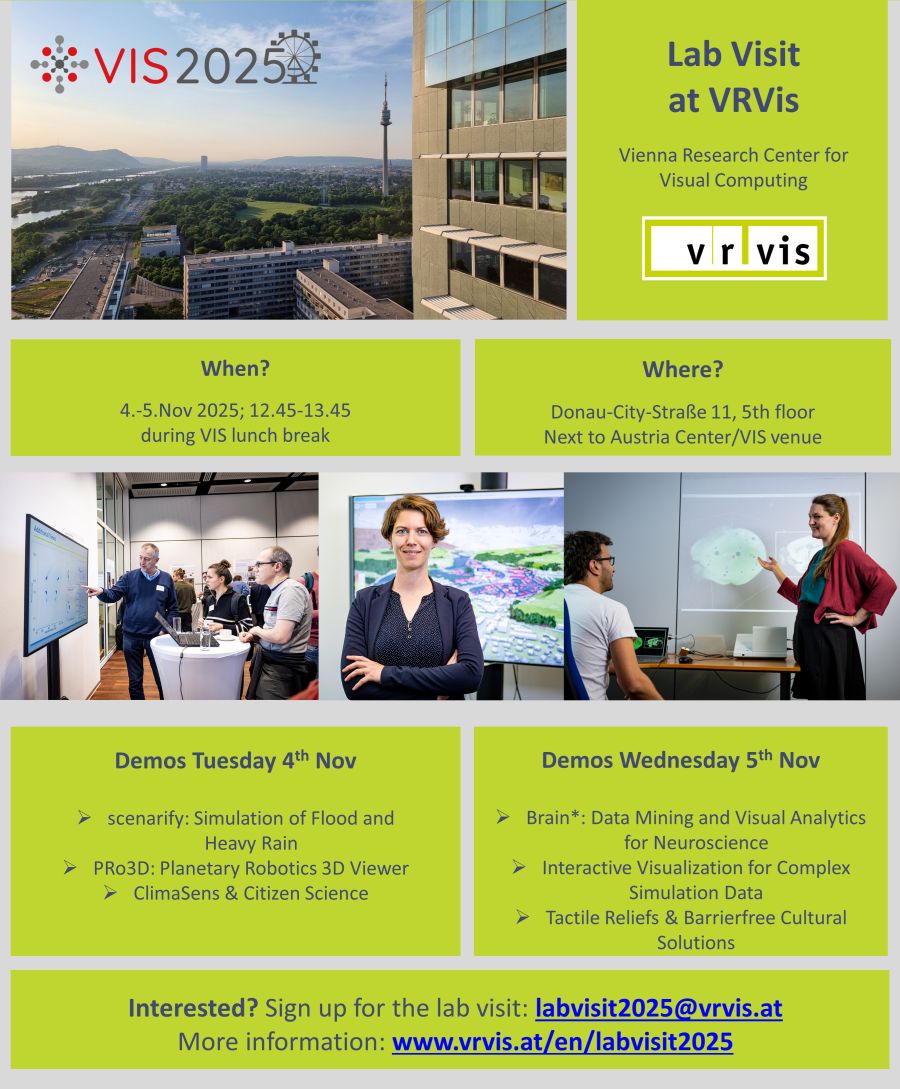 VIS2025
Lab Visit
at VRVis
Vienna Research Center for
Visual Computing
vrvis
When?
4.-5.Nov 2025; 12.45-13.45
during VIS lunch break
Where?
Donau-City-Straße 11, 5th floor
Next to Austria Center/VIS venue
Demos Tuesday 4th Nov
➢ scenarify: Simulation of Flood and
Heavy Rain
➢ PRo3D: Planetary Robotics 3D Viewer
➢ ClimaSens & Citizen Science
Demos Wednesday 5th Nov
➢ Brain*: Data Mining and Visual Analytics
for Neuroscience
➢ Interactive Visualization for Complex
Simulation Data
➢ Tactile Reliefs & Barrierfree Cultural
Solutions
Interested? Sign up for the lab visit: labvisit2025@vrvis.at
More information: www.vrvis.at/en/labvisit2025